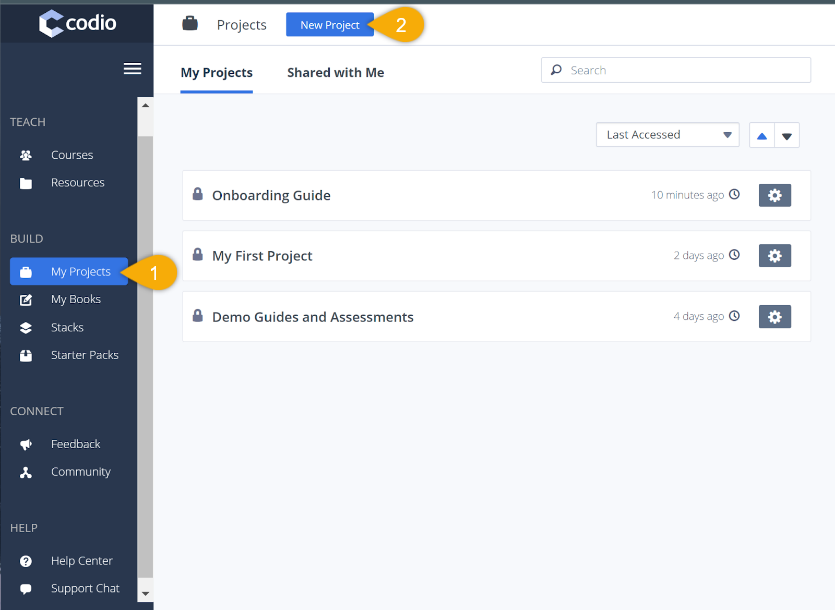 codio
Projects
New Project
2
My Projects
Shared with Me
Search
TEACH
Courses
Resources
BUILD
My Projects
1
My Books
Stacks
Starter Packs
CONNECT
Feedback
Community
HELP
Help Center
Support Chat
Last Accessed
Onboarding Guide
10 minutes ago
My First Project
2 days ago
Demo Guides and Assessments
4 days ago